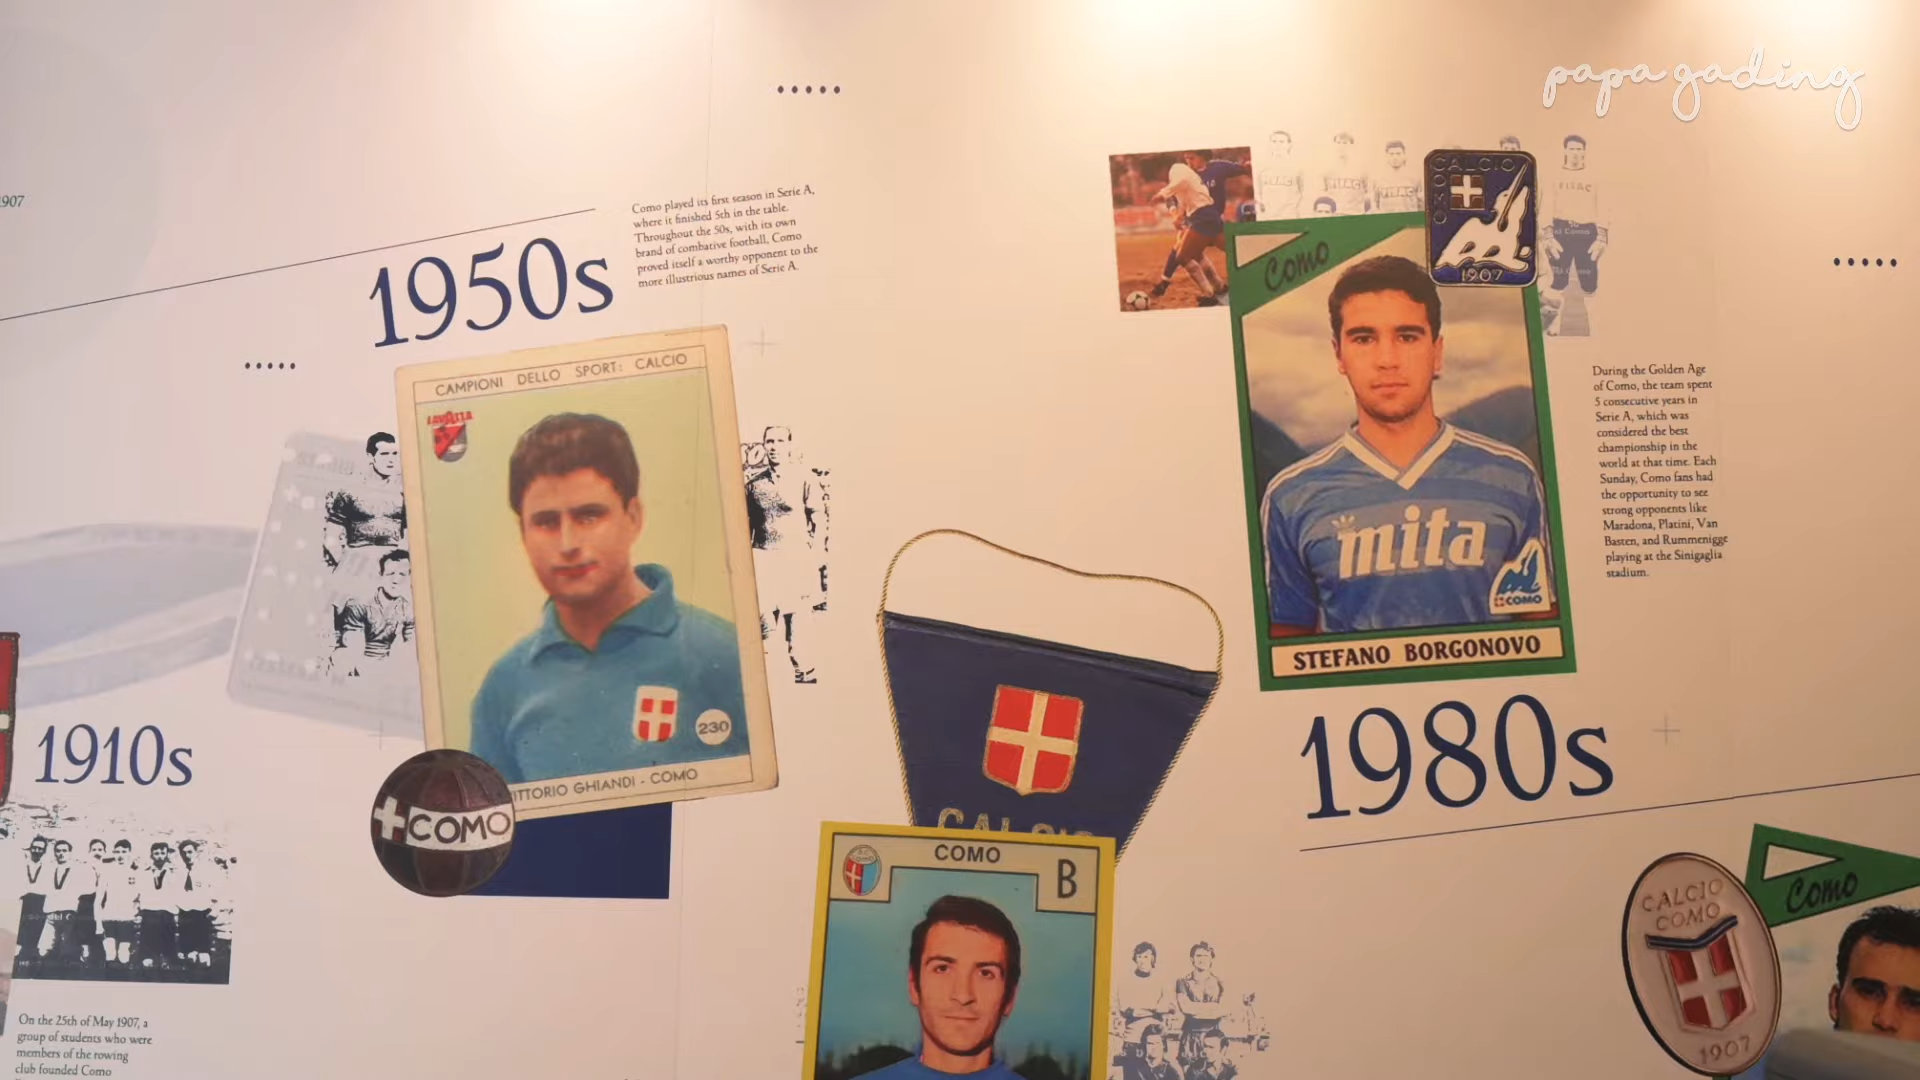 papa gading
1907
1950s
Como played its first season in Serie A,
where it finished 5th in the table.
Throughout the 50s, with its own
brand of combative football, Como
proved itself a worthy opponent to the
more illustrious names of Serie A.
CAMPIONI DELLO SPORT: CALCIO
LAVAZZA
230
ITTORIO GHIANDI - COMO
COMO
1910s
On the 25th of May 1907, a
group of students who were
members of the rowing
club founded Como
CALCIO
COMO
B
CALCIO
COMO
1907
Como
mita
COMO
STEFANO BORGONOVO
1980s
During the Golden Age
of Como, the team spent
5 consecutive years in
Serie A, which was
considered the best
championship in the
world at that time. Each
Sunday, Como fans had
the opportunity to see
strong opponents like
Maradona, Platini, Van
Basten, and Rummenigge
playing at the Sinigaglia
stadium.
CALCIO
COMO
1907
Como